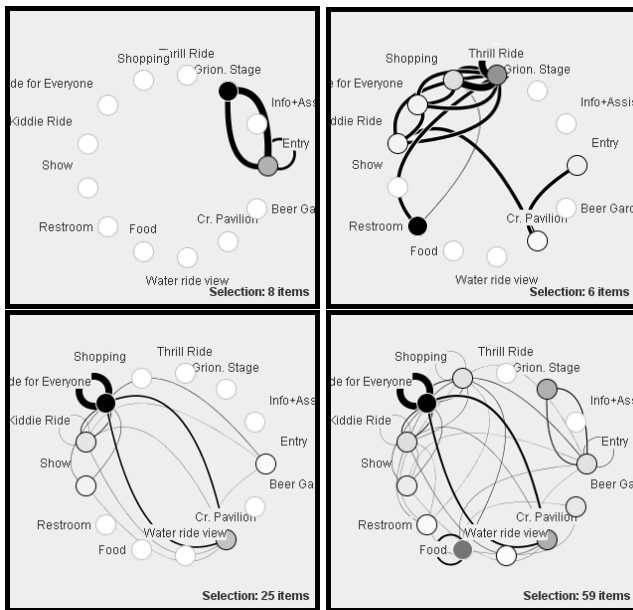 Thrill Ride
Shopping
Grion. Stage
de for Everyone
Info+Assi
Kiddie Ride
Entry
Show
Beer Ga
Restroom
Food
Cr. Pavilion
Water ride view
Selection: 8 items
Thrill Ride
Shopping
Grion. Stage
de for Everyone
Info+Assi
Kiddie Ride
Entry
Show
Beer Gard
Restroom
Cr. Pavilion
Food
Water ride view
Selection: 6 items
Shopping
Thrill Ride
Grion. Stage
de for Everyone
Info+Assi
Kiddie Ride
Entry
Show
Beer Ga
Restroom
Cr. Pavilion
Water ride view
Food
Selection: 25 items
Shopping
Thrill Ride
Grion. Stage
de for Everyone
Info+Assi
Kiddie Ride
Entry
Show
Beer Gar
Restroom
Cr. Pavilion
Water ride view
Food
Selection: 59 items